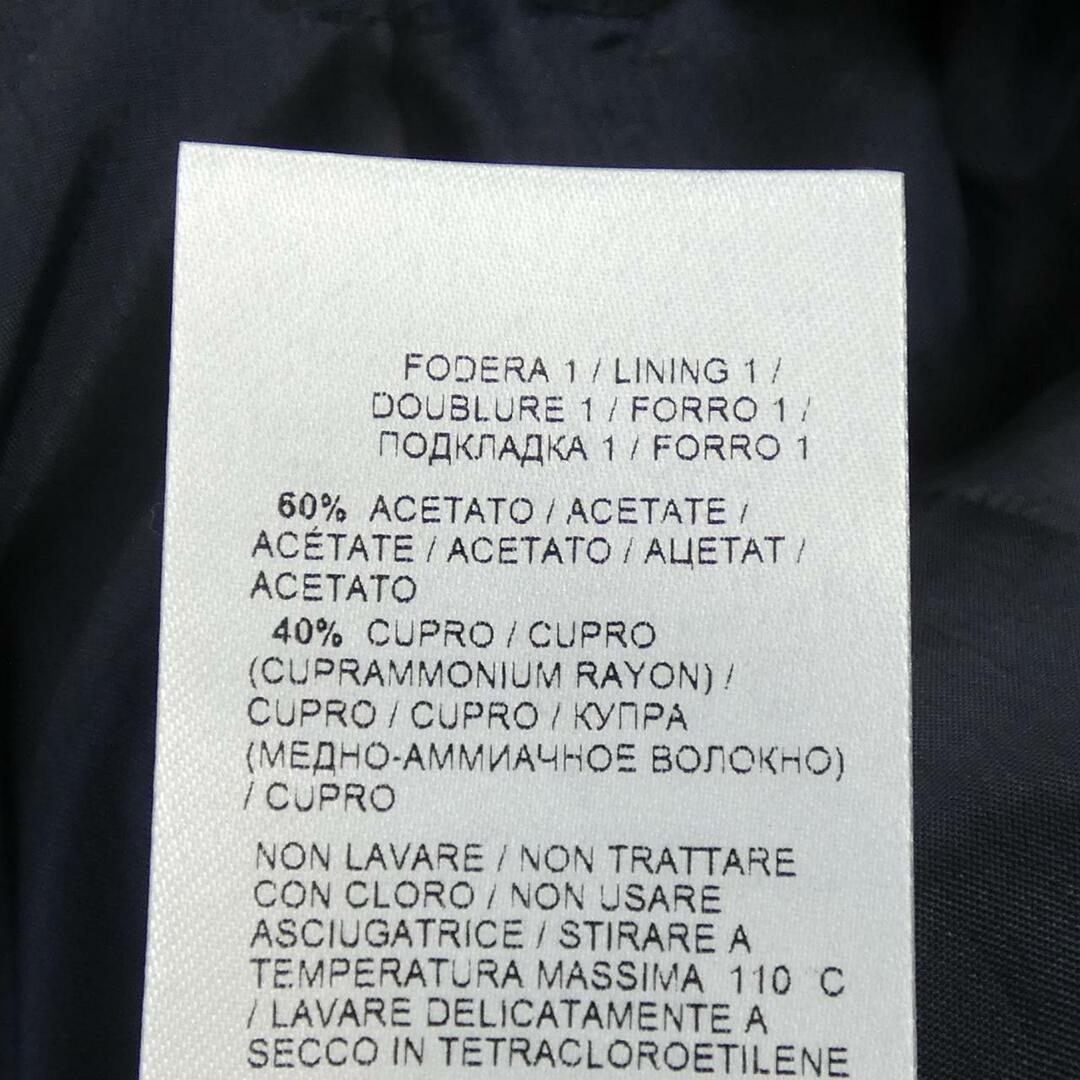 FODERA 1 / LINING 1 /
DOUBLURE 1 / FORRO 1 /
ПОДКЛАДКА 1 / FORRO 1
60% ACETATO / ACETATE /
ACÉTATE / ACETATO / АЦЕТАТ /
ACETATO
40% CUPRO / CUPRO
(CUPRAMMONIUM RAYON) /
CUPRO / CUPRO / КУПРА
(МЕДНО-АММИАЧНОЕ ВОЛОКНО)
/ CUPRO
NON LAVARE / NON TRATTARE
CON CLORO / NON USARE
ASCIUGATRICE / STIRARE A
TEMPERATURA MASSIMA 110 C
/ LAVARE DELICATAMENTE A
SECCO IN TETRACLOROETILENE